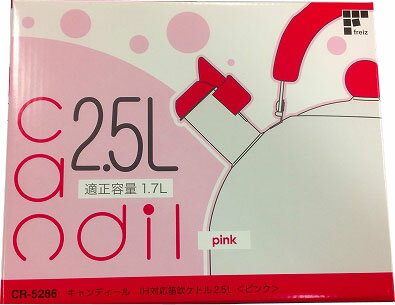 freiz
candil
2.5L
適正容量 1.7L
pink
CR-5286 キャンディール IH対応笛吹ケトル2.5L <ピンク>